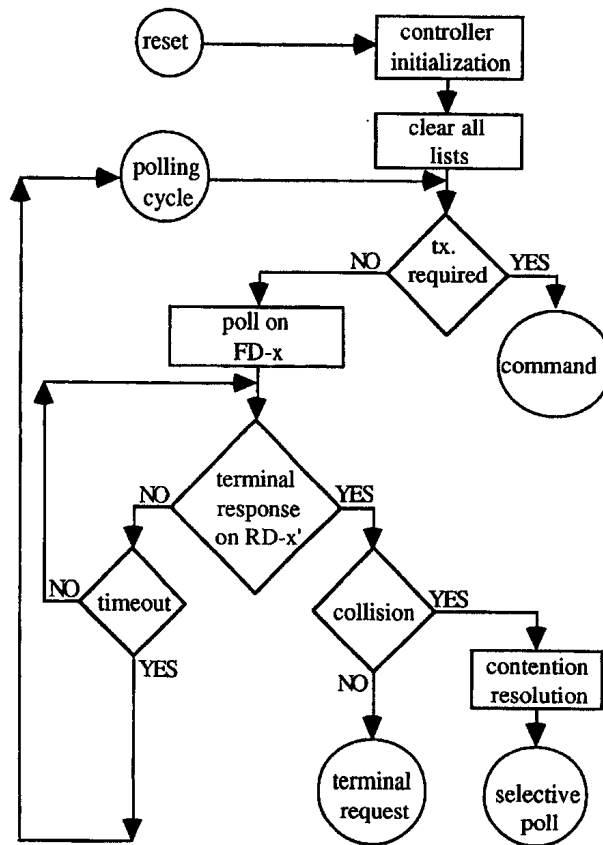 reset
controller
initialization
clear all
lists
polling
cycle
tx.
required
NO
YES
poll on
FD-x
command
terminal
response
on RD-x'
NO
YES
timeout
NO
YES
collision
YES
NO
contention
resolution
terminal
request
selective
poll